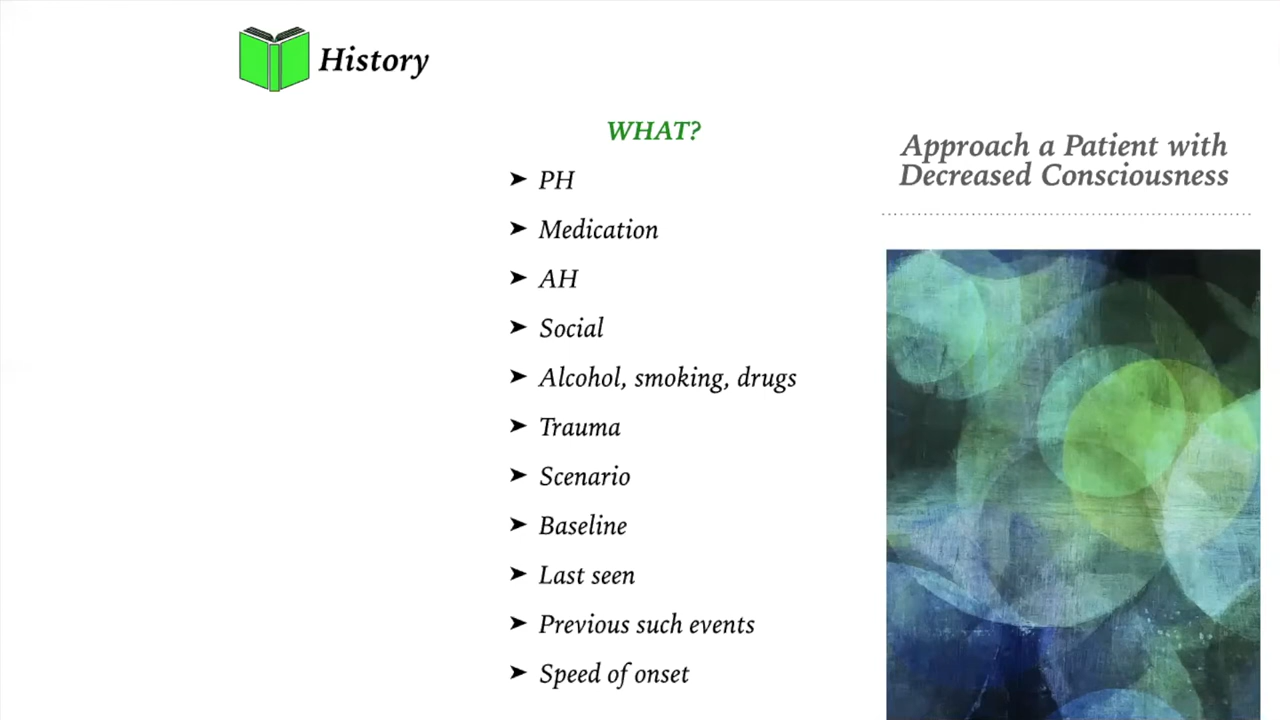 History
WHAT?
➤ PH
➤ Medication
➤ AH
➤ Social
➤ Alcohol, smoking, drugs
➤ Trauma
➤ Scenario
➤ Baseline
➤ Last seen
➤ Previous such events
➤ Speed of onset
Approach a Patient with
Decreased Consciousness